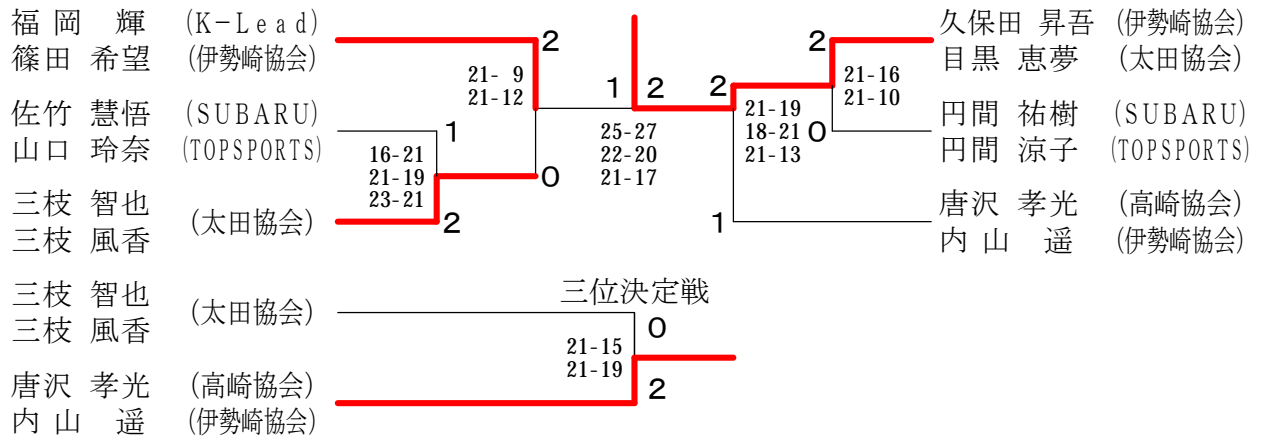 福岡 輝 (K-Lead)
篠田 希望 (伊勢崎協会)
佐竹 慧悟 (SUBARU)
山口 玲奈 (TOPSPORTS)
三枝 智也
三枝 風香
(太田協会)
2
21- 9
21-12
1
16-21
21-19
23-21
0
2
1 2
25-27
22-20
21-17
2
21-19
18-21
21-13
2
21-16
21-10
0
1
久保田 昇吾 (伊勢崎協会)
目黒 恵夢 (太田協会)
円間 祐樹 (SUBARU)
円間 涼子 (TOPSPORTS)
唐沢 孝光 (高崎協会)
内山 遥 (伊勢崎協会)
三位決定戦
三枝 智也
三枝 風香
(太田協会)
0
21-15
21-19
2
唐沢 孝光 (高崎協会)
内山 遥 (伊勢崎協会)